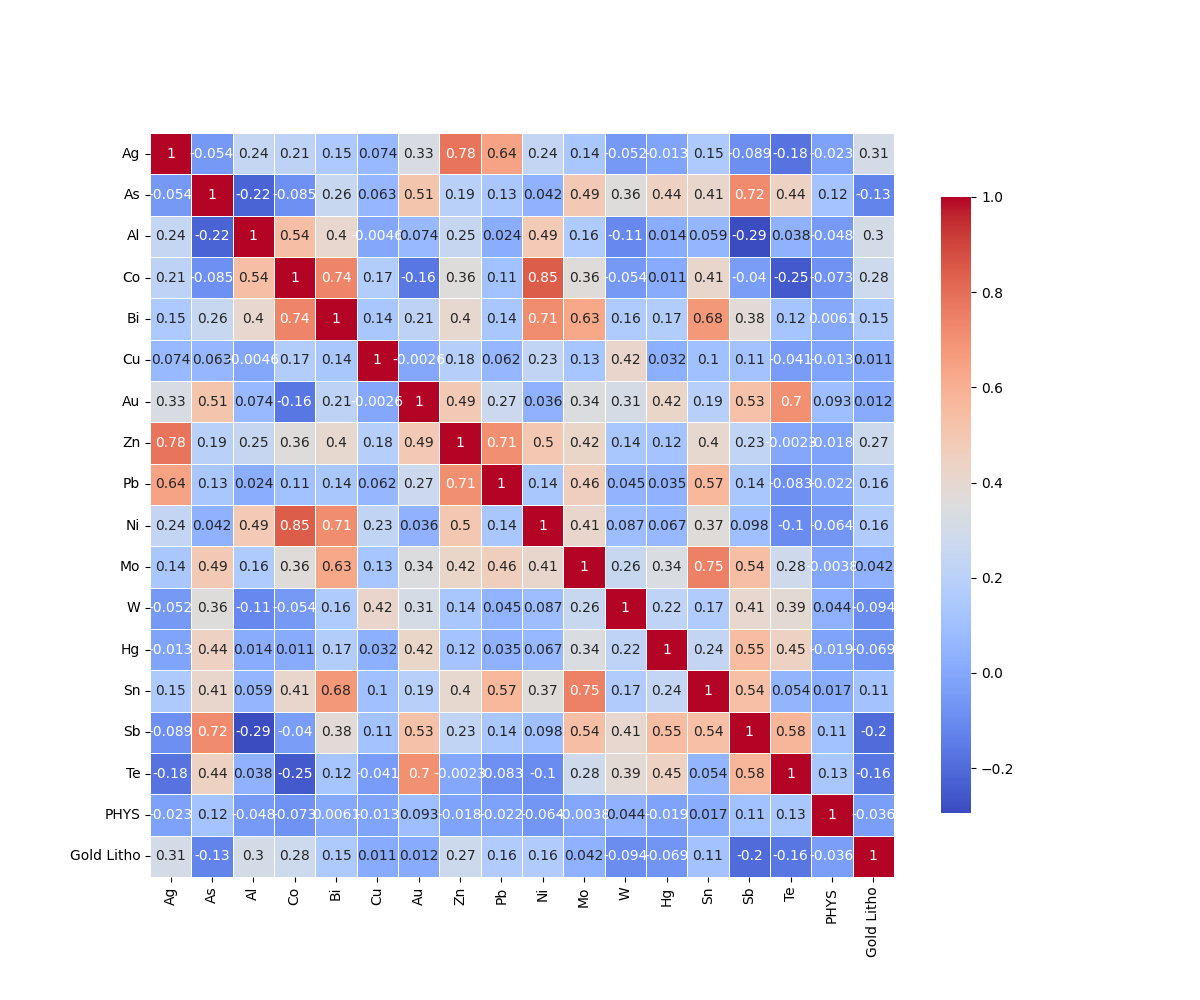 Ag 1 -0.054 0.24 0.21 0.15 0.074 0.33 0.78 0.64 0.24 0.14 -0.052 -0.013 0.15 -0.089 -0.18 -0.023 0.31
As -0.054 1 -0.22 -0.085 0.26 0.063 0.51 0.19 0.13 0.042 0.49 0.36 0.44 0.41 0.72 0.44 0.12 -0.13
Al 0.24 -0.22 1 0.54 0.4 -0.0046 0.074 0.25 0.024 0.49 0.16 -0.11 0.014 0.059 -0.29 0.038 -0.048 0.3
Co 0.21 -0.085 0.54 1 0.74 0.17 -0.16 0.36 0.11 0.85 0.36 -0.054 0.011 0.41 -0.04 -0.25 -0.073 0.28
Bi 0.15 0.26 0.4 0.74 1 0.14 0.21 0.4 0.14 0.71 0.63 0.16 0.17 0.68 0.38 0.12 0.0061 0.15
Cu 0.074 0.063 -0.0046 0.17 0.14 1 -0.0026 0.18 0.062 0.23 0.13 0.42 0.032 0.1 0.11 -0.041 -0.013 0.011
Au 0.33 0.51 0.074 -0.16 0.21 -0.0026 1 0.49 0.27 0.036 0.34 0.31 0.42 0.19 0.53 0.7 0.093 0.012
Zn 0.78 0.19 0.25 0.36 0.4 0.18 0.49 1 0.71 0.5 0.42 0.14 0.12 0.4 0.23 -0.0023 -0.018 0.27
Pb 0.64 0.13 0.024 0.11 0.14 0.062 0.27 0.71 1 0.14 0.46 0.045 0.035 0.57 0.14 -0.083 -0.022 0.16
Ni 0.24 0.042 0.49 0.85 0.71 0.23 0.036 0.5 0.14 1 0.41 0.087 0.067 0.37 0.098 -0.1 -0.064 0.16
Mo 0.14 0.49 0.16 0.36 0.63 0.13 0.34 0.42 0.46 0.41 1 0.26 0.34 0.75 0.54 0.28 -0.0038 0.042
W -0.052 0.36 -0.11 -0.054 0.16 0.42 0.31 0.14 0.045 0.087 0.26 1 0.22 0.17 0.41 0.39 0.044 -0.094
Hg -0.013 0.44 0.014 0.011 0.17 0.032 0.42 0.12 0.035 0.067 0.34 0.22 1 0.24 0.55 0.45 -0.019 -0.069
Sn 0.15 0.41 0.059 0.41 0.68 0.1 0.19 0.4 0.57 0.37 0.75 0.17 0.24 1 0.54 0.054 0.017 0.11
Sb -0.089 0.72 -0.29 -0.04 0.38 0.11 0.53 0.23 0.14 0.098 0.54 0.41 0.55 0.54 1 0.58 0.11 -0.2
Te -0.18 0.44 0.038 -0.25 0.12 -0.041 0.7 -0.0023 -0.083 -0.1 0.28 0.39 0.45 0.054 0.58 1 0.13 -0.16
PHYS -0.023 0.12 -0.048 -0.073 0.0061 -0.013 0.093 -0.018 -0.022 -0.064 -0.0038 0.044 -0.019 0.017 0.11 0.13 1 -0.036
Gold Litho 0.31 -0.13 0.3 0.28 0.15 0.011 0.012 0.27 0.16 0.16 0.042 -0.094 -0.069 0.11 -0.2 -0.16 -0.036 1
Ag As Al Co Bi Cu Au Zn Pb Ni Mo W Hg Sn Sb Te PHYS Gold Litho
1.0
0.8
0.6
0.4
0.2
0.0
−0.2